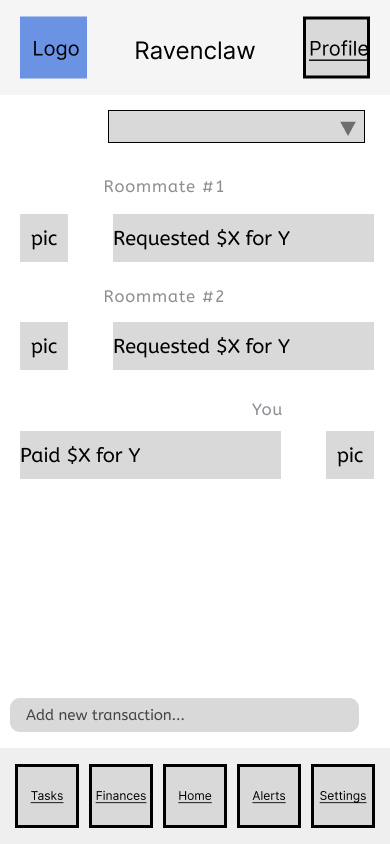 Logo
Ravenclaw
Profile
Roommate #1
pic
Requested $X for Y
Roommate #2
pic
Requested $X for Y
You
Paid $X for Y
pic
Add new transaction...
Tasks
Finances
Home
Alerts
Settings